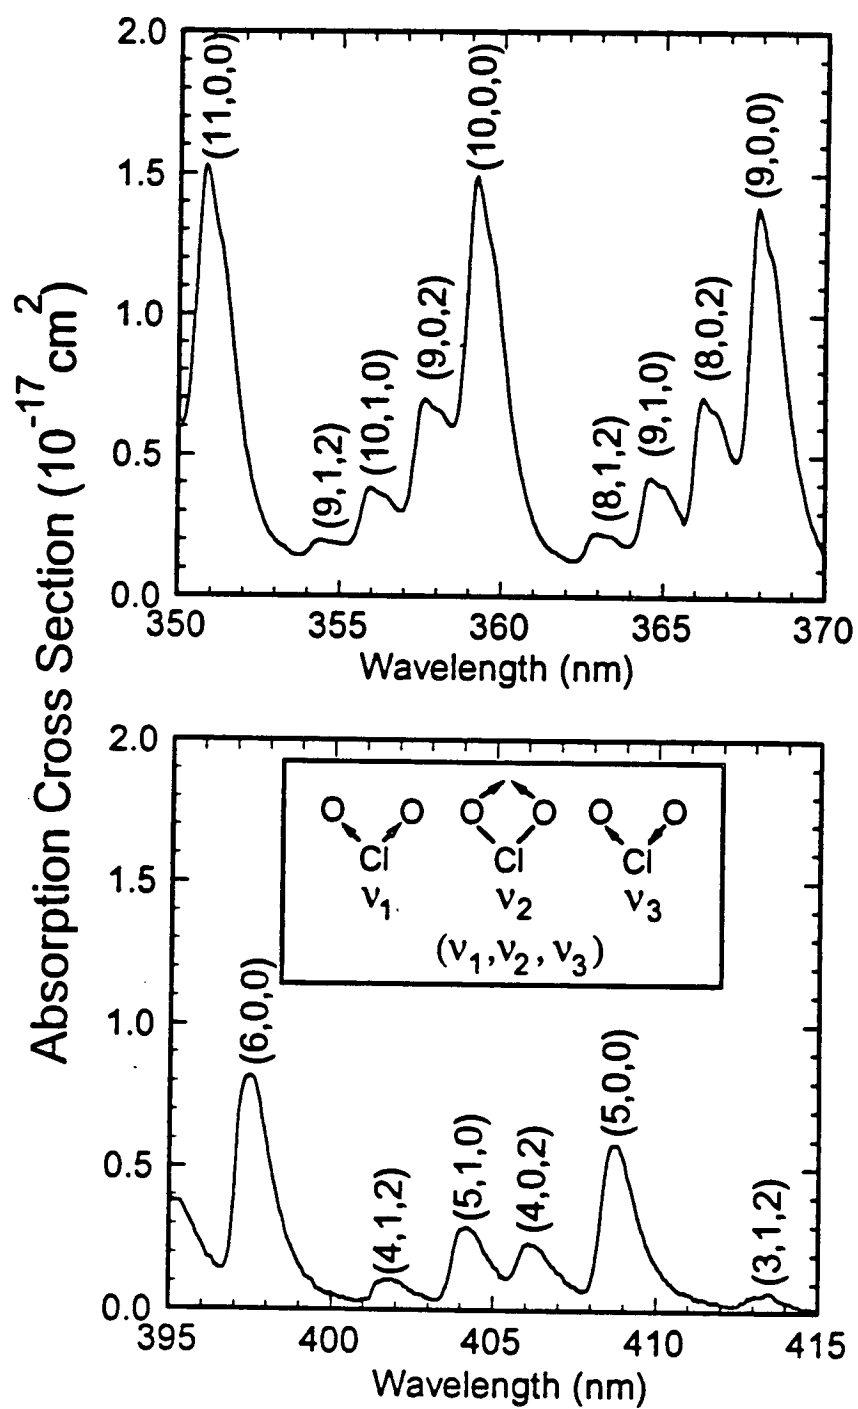 Absorption Cross Section (10⁻¹⁷ cm²)
2.0
1.5
1.0
0.5
0.0
(11,0,0)
(9,1,2)
(10,1,0)
(9,0,2)
(10,0,0)
(8,1,2)
(9,1,0)
(8,0,2)
(9,0,0)
350 355 360 365 370
Wavelength (nm)
2.0
1.5
1.0
0.5
0.0
O O O O O O
Cl Cl Cl
ν₁ ν₂ ν₃
(ν₁,ν₂,ν₃)
(6,0,0)
(4,1,2)
(5,1,0)
(4,0,2)
(5,0,0)
(3,1,2)
395 400 405 410 415
Wavelength (nm)